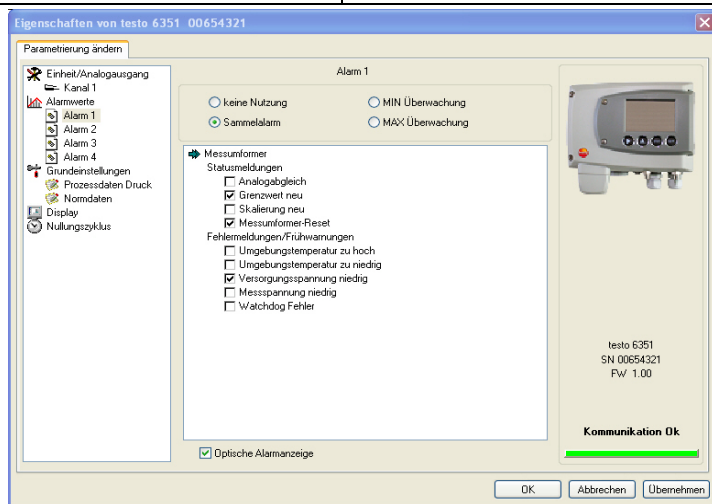 Eigenschaften von testo 6351 00654321
Parametrierung ändern
Einheit/Analogausgang
Kanal 1
Alarmwerte
Alarm 1
Alarm 2
Alarm 3
Alarm 4
Grundeinstellungen
Prozessdaten Druck
Normdaten
Display
Nullungszyklus
Alarm 1
keine Nutzung
MIN Überwachung
Sammelalarm
MAX Überwachung
Messumformer
Statusmeldungen
Analogabgleich
Grenzwert neu
Skalierung neu
Messumformer-Reset
Fehlermeldungen/Frühwarnungen
Umgebungstemperatur zu hoch
Umgebungstemperatur zu niedrig
Versorgungsspannung niedrig
Messspannung niedrig
Watchdog Fehler
Optische Alarmanzeige
testo 6351
SN 00654321
FW 1.00
Kommunikation Ok
OK
Abbrechen
Übernehmen